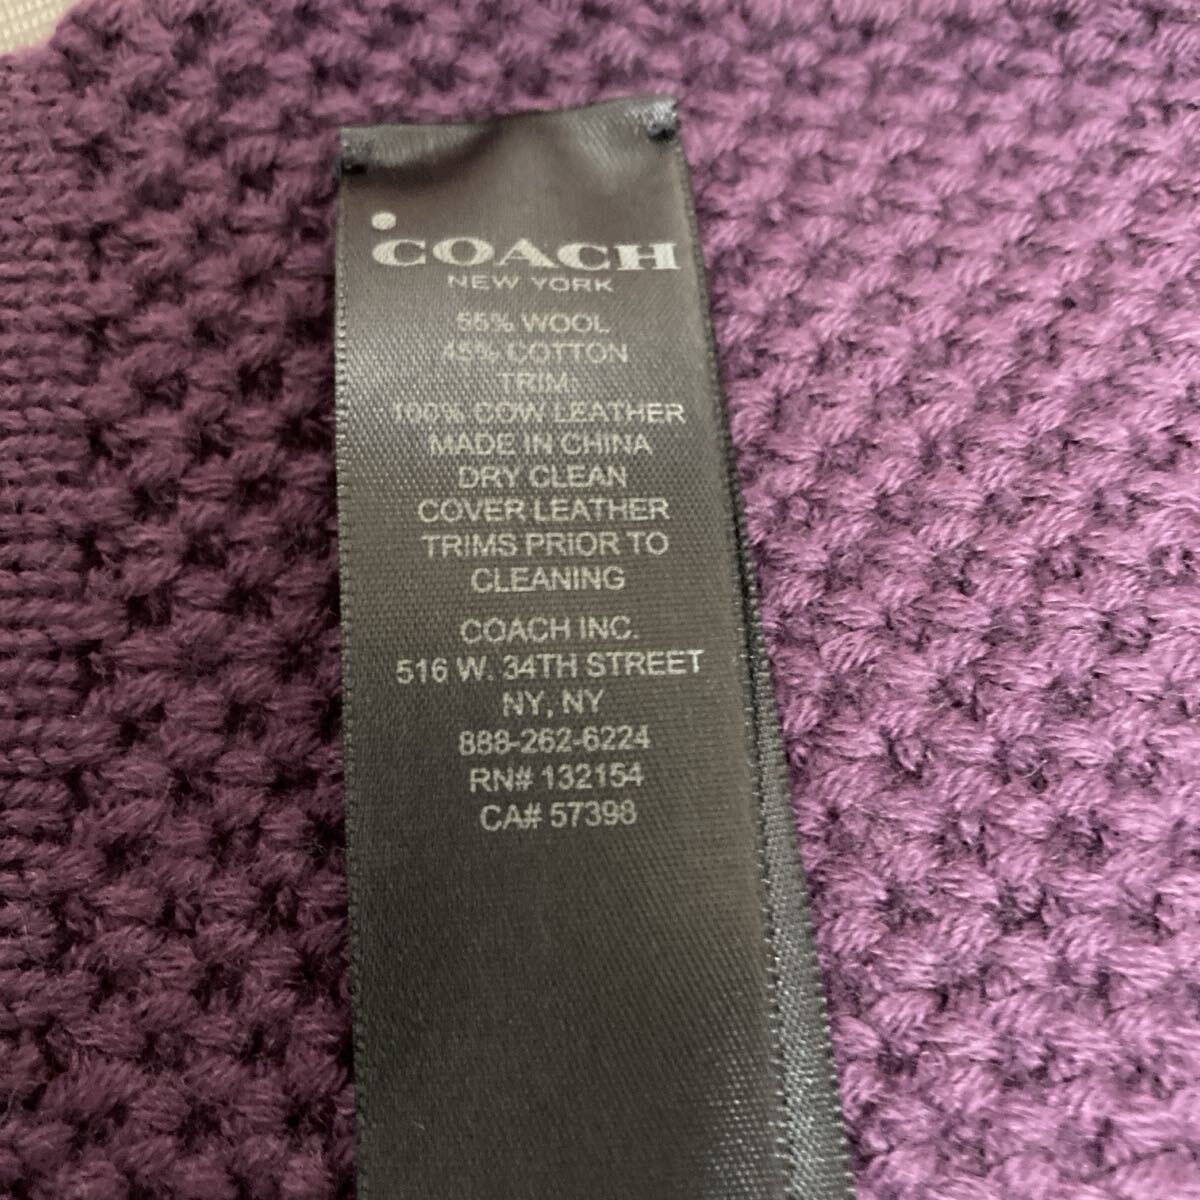 COACH
NEW YORK
55% WOOL
45% COTTON
TRIM:
100% COW LEATHER
MADE IN CHINA
DRY CLEAN
COVER LEATHER
TRIMS PRIOR TO
CLEANING
COACH INC.
516 W. 34TH STREET
NY, NY
888-262-6224
RN# 132154
CA# 57398